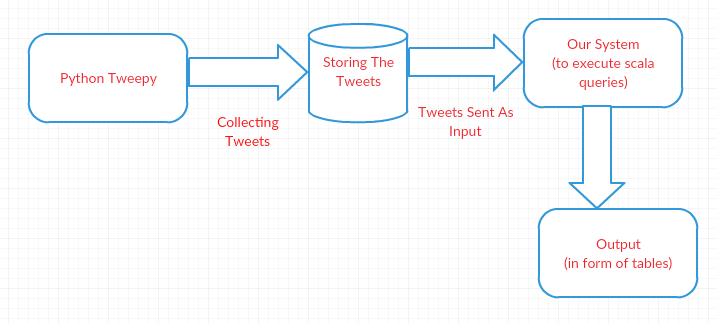 Python Tweepy
Collecting
Tweets
Storing The
Tweets
Tweets Sent As
Input
Our System
(to execute scala
queries)
Output
(in form of tables)